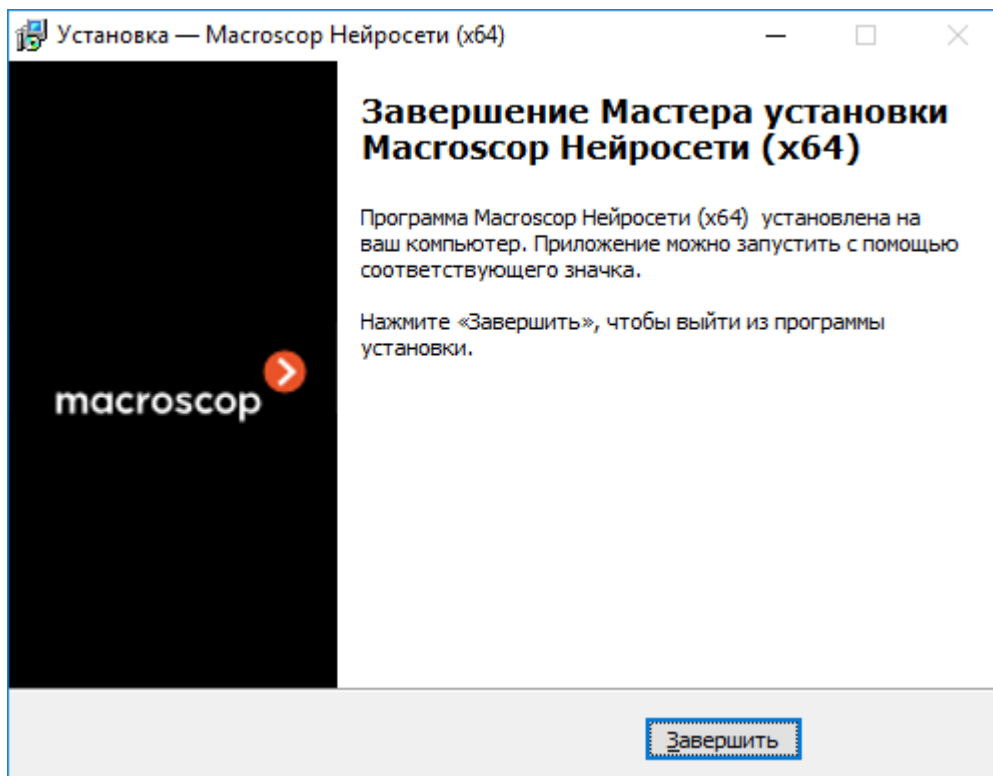 Установка — Macroscop Нейросети (x64)
Завершение Мастера установки
Macroscop Нейросети (x64)
Программа Macroscop Нейросети (x64)  установлена на
ваш компьютер. Приложение можно запустить с помощью
соответствующего значка.
Нажмите «Завершить», чтобы выйти из программы
установки.
macroscop
Завершить